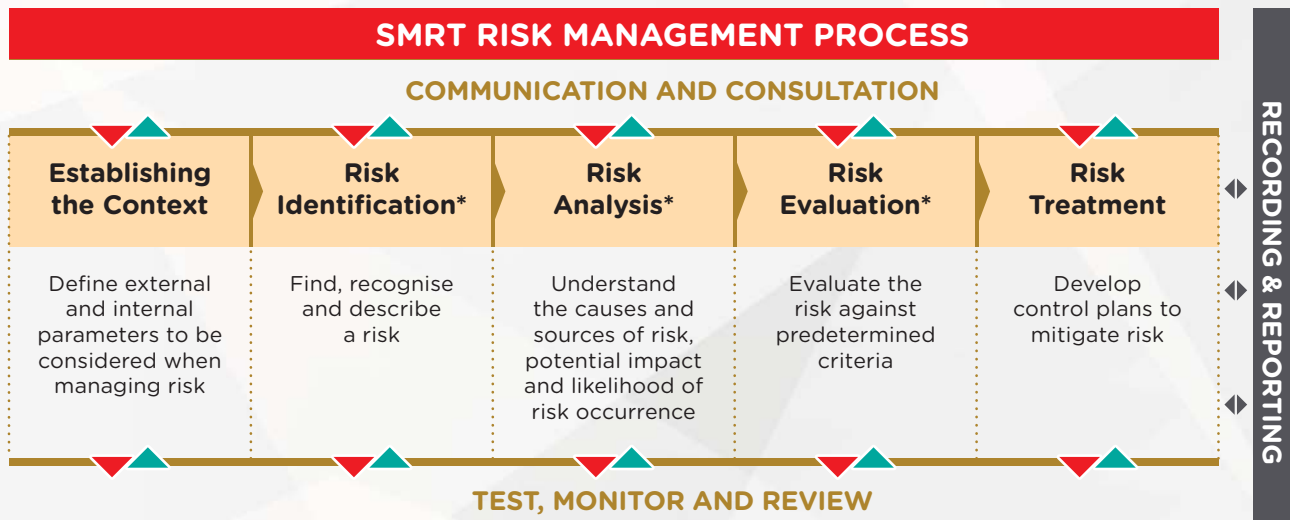 SMRT RISK MANAGEMENT PROCESS
COMMUNICATION AND CONSULTATION
Establishing
the Context
Define external
and internal
parameters to be
considered when
managing risk
Risk
Identification*
Find, recognise
and describe
a risk
Risk
Analysis*
Understand
the causes and
sources of risk,
potential impact
and likelihood of
risk occurrence
Risk
Evaluation*
Evaluate the
risk against
predetermined
criteria
Risk
Treatment
Develop
control plans to
mitigate risk
TEST, MONITOR AND REVIEW
RECORDING & REPORTING